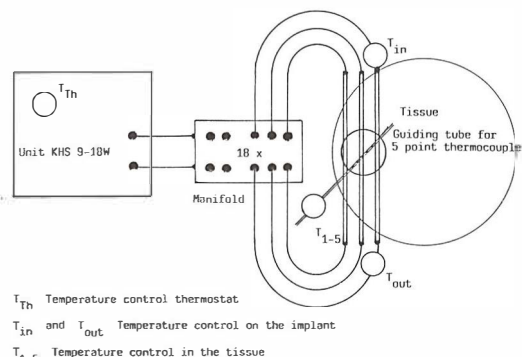 T_in
T_Th
Tissue
Guiding tube for
5 point thermocouple
Unit KHS 9-18W
18 x
Manifold
T_1-5
T_out
T_Th Temperature control thermostat
T_in and T_out Temperature control on the implant
T_1-5 Temperature control in the tissue